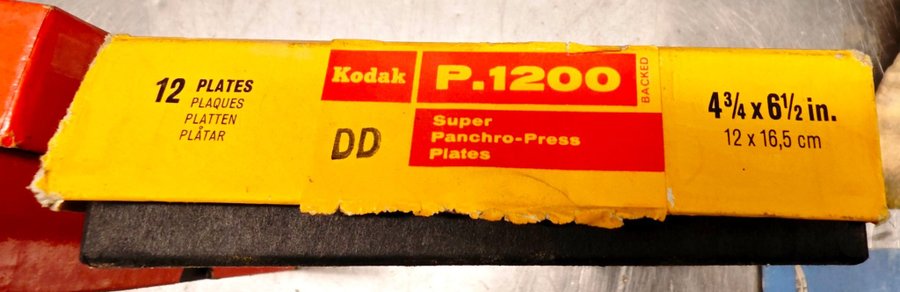 12 PLATES
PLAQUES
PLATTEN
PLÅTAR
Kodak
P.1200
BACKED
DD
Super
Panchro-Press
Plates
4¾ x 6½ in.
12 x 16,5 cm